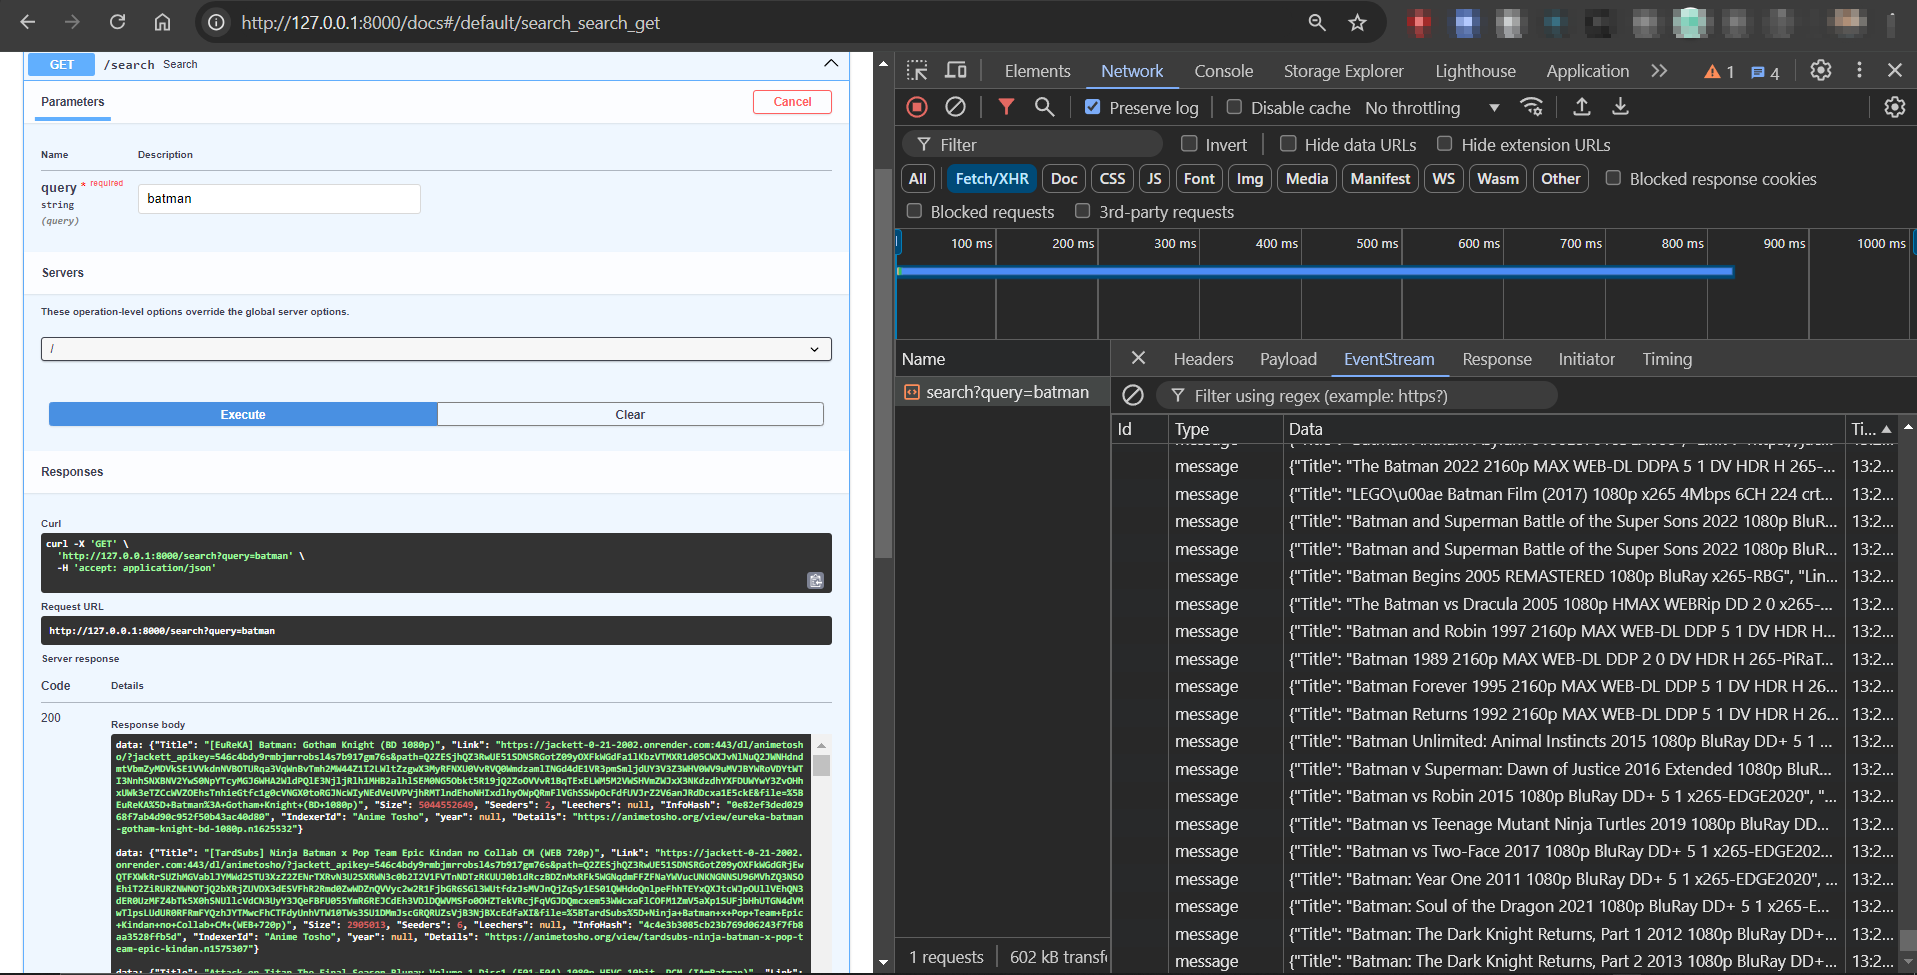 http://127.0.0.1:8000/docs#/default/search_search_get
GET /search Search
Parameters
Cancel
Name Description
query * required
string
(query)
batman
Servers
These operation-level options override the global server options.
/
Execute Clear
Responses
Curl
curl -X 'GET' \
'http://127.0.0.1:8000/search?query=batman' \
-H 'accept: application/json'
Request URL
http://127.0.0.1:8000/search?query=batman
Server response
Code Details
200
Response body
data: {"Title": "[EuReKA] Batman: Gotham Knight (BD 1080p)", "Link": "https://jackett-0-21-2002.onrender.com:443/dl/animetosh
EuReKA%5D+Batman%3A+Gotham+Knight+(BD+1080p)", "Size": 5044552649, "Seeders": 2, "Leechers": null, "InfoHash": "0e82ef3ded029
68f7ab4d90c952f50b43ac40d80", "IndexerId": "Anime Tosho", "year": null, "Details": "https://animetosho.org/view/eureka-batman
-gotham-knight-bd-1080p.n1625532"}
data: {"Title": "[TardSubs] Ninja Batman x Pop Team Epic Kindan no Collab CM (WEB 720p)", "Link": "https://jackett-0-21-2002.
+Kindan+no+Collab+CM+(WEB+720p)", "Size": 2905013, "Seeders": 6, "Leechers": null, "InfoHash": "4c4e3b3085cb23b769d06243f7fb8
aa3528ffb5d", "IndexerId": "Anime Tosho", "year": null, "Details": "https://animetosho.org/view/tardsubs-ninja-batman-x-pop-t
eam-epic-kindan.n1575307"}
Elements Network Console Storage Explorer Lighthouse Application 1 4
Preserve log Disable cache No throttling
Filter Invert Hide data URLs Hide extension URLs
All Fetch/XHR Doc CSS JS Font Img Media Manifest WS Wasm Other Blocked response cookies
Blocked requests 3rd-party requests
100 ms 200 ms 300 ms 400 ms 500 ms 600 ms 700 ms 800 ms 900 ms 1000 ms
Name
search?query=batman
Headers Payload EventStream Response Initiator Timing
Filter using regex (example: https?)
Id Type Data Ti...
message {"Title": "The Batman 2022 2160p MAX WEB-DL DDPA 5 1 DV HDR H 265-... 13:2...
message {"Title": "LEGO\u00ae Batman Film (2017) 1080p x265 4Mbps 6CH 224 crt... 13:2...
message {"Title": "Batman and Superman Battle of the Super Sons 2022 1080p BluR... 13:2...
message {"Title": "Batman and Superman Battle of the Super Sons 2022 1080p BluR... 13:2...
message {"Title": "Batman Begins 2005 REMASTERED 1080p BluRay x265-RBG", "Lin... 13:2...
message {"Title": "The Batman vs Dracula 2005 1080p HMAX WEBRip DD 2 0 x265-... 13:2...
message {"Title": "Batman and Robin 1997 2160p MAX WEB-DL DDP 5 1 DV HDR H... 13:2...
message {"Title": "Batman 1989 2160p MAX WEB-DL DDP 2 0 DV HDR H 265-PiRaT... 13:2...
message {"Title": "Batman Forever 1995 2160p MAX WEB-DL DDP 5 1 DV HDR H 26... 13:2...
message {"Title": "Batman Returns 1992 2160p MAX WEB-DL DDP 5 1 DV HDR H 26... 13:2...
message {"Title": "Batman Unlimited: Animal Instincts 2015 1080p BluRay DD+ 5 1 ... 13:2...
message {"Title": "Batman v Superman: Dawn of Justice 2016 Extended 1080p BluR... 13:2...
message {"Title": "Batman vs Robin 2015 1080p BluRay DD+ 5 1 x265-EDGE2020", "... 13:2...
message {"Title": "Batman vs Teenage Mutant Ninja Turtles 2019 1080p BluRay DD... 13:2...
message {"Title": "Batman vs Two-Face 2017 1080p BluRay DD+ 5 1 x265-EDGE202... 13:2...
message {"Title": "Batman: Year One 2011 1080p BluRay DD+ 5 1 x265-EDGE2020", ... 13:2...
message {"Title": "Batman: Soul of the Dragon 2021 1080p BluRay DD+ 5 1 x265-E... 13:2...
message {"Title": "Batman: The Dark Knight Returns, Part 1 2012 1080p BluRay DD+... 13:2...
message {"Title": "Batman: The Dark Knight Returns, Part 2 2013 1080p BluRay DD+... 13:2...
1 requests 602 kB transf